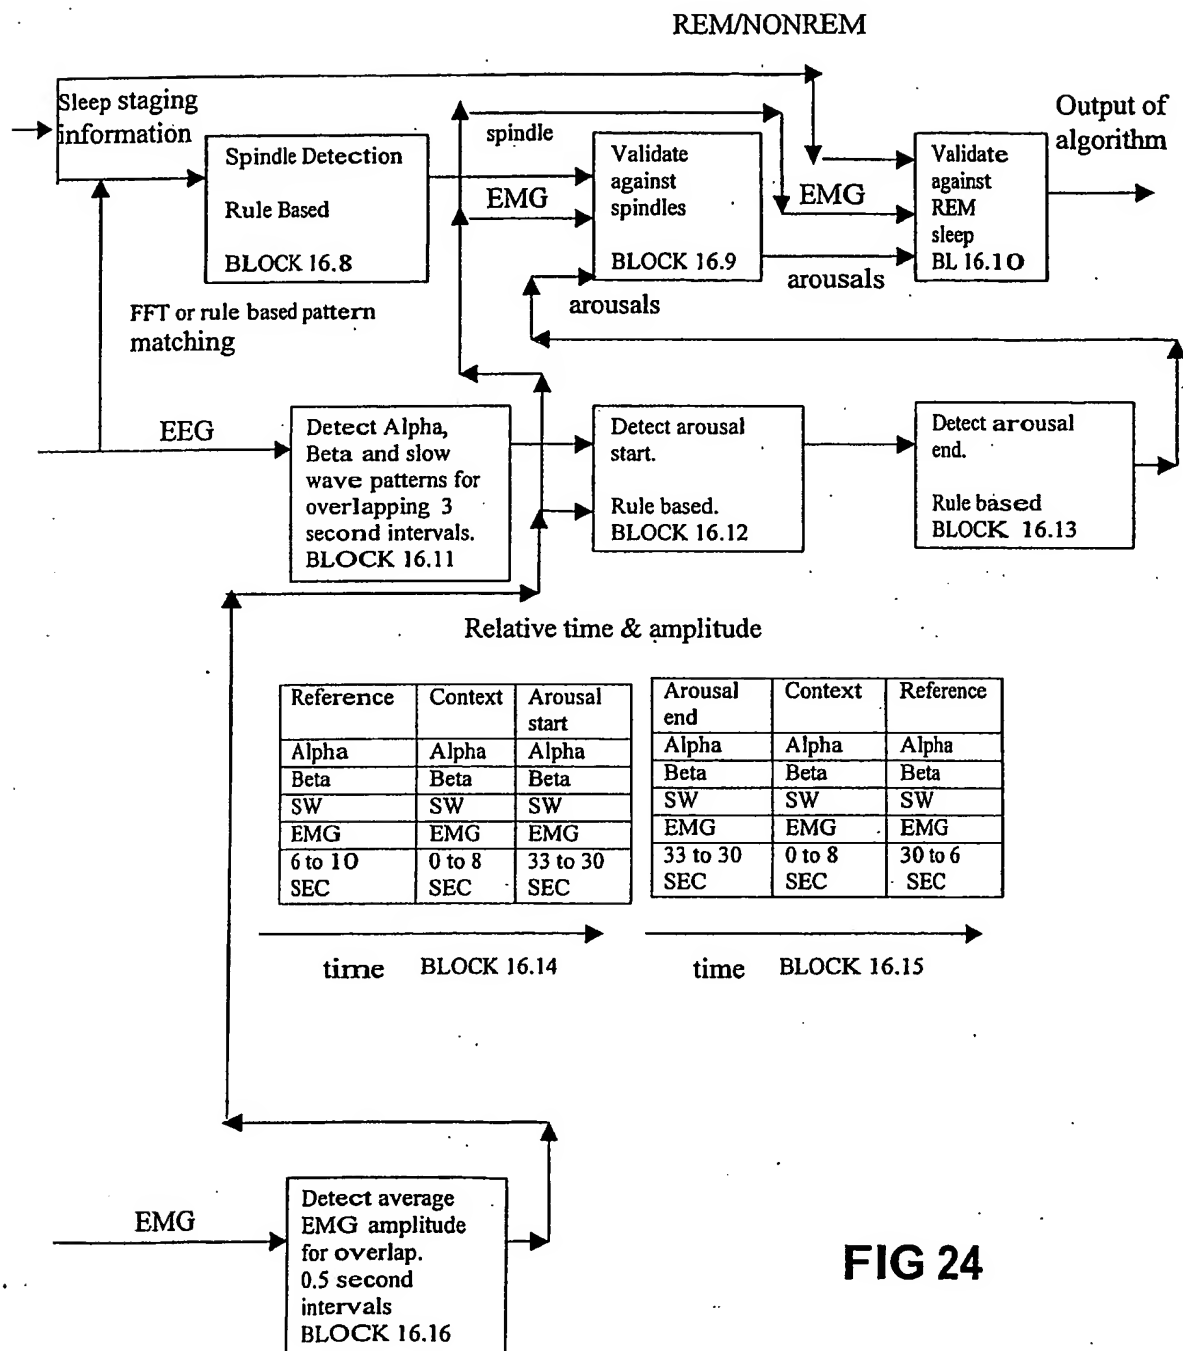 REM/NONREM
Sleep staging
information
Output of
algorithm
spindle
Spindle Detection
Rule Based
BLOCK 16.8
EMG
Validate
against
spindles
BLOCK 16.9
EMG
Validate
against
REM
sleep
BL 16.10
arousals
arousals
FFT or rule based pattern
matching
EEG
Detect Alpha,
Beta and slow
wave patterns for
overlapping 3
second intervals.
BLOCK 16.11
Detect arousal
start.
Rule based.
BLOCK 16.12
Detect arousal
end.
Rule based
BLOCK 16.13
Relative time & amplitude
Reference Context Arousal
start
Alpha Alpha Alpha
Beta Beta Beta
SW SW SW
EMG EMG EMG
6 to 10 0 to 8 33 to 30
SEC SEC SEC
time BLOCK 16.14
Arousal Context Reference
end
Alpha Alpha Alpha
Beta Beta Beta
SW SW SW
EMG EMG EMG
33 to 30 0 to 8 30 to 6
SEC SEC SEC
time BLOCK 16.15
EMG
Detect average
EMG amplitude
for overlap.
0.5 second
intervals
BLOCK 16.16
FIG 24